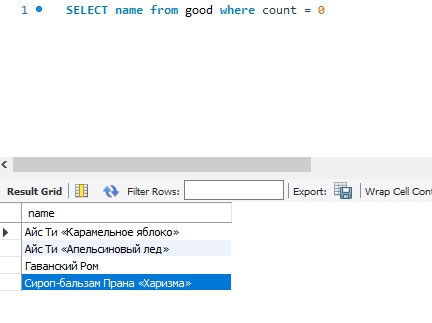 1 SELECT name from good where count = 0
Result Grid Filter Rows: Export: Wrap Cell Cont
name
Айс Ти «Карамельное яблоко»
Айс Ти «Апельсиновый лед»
Гаванский Ром
Сироп-бальзам Прана «Харизма»